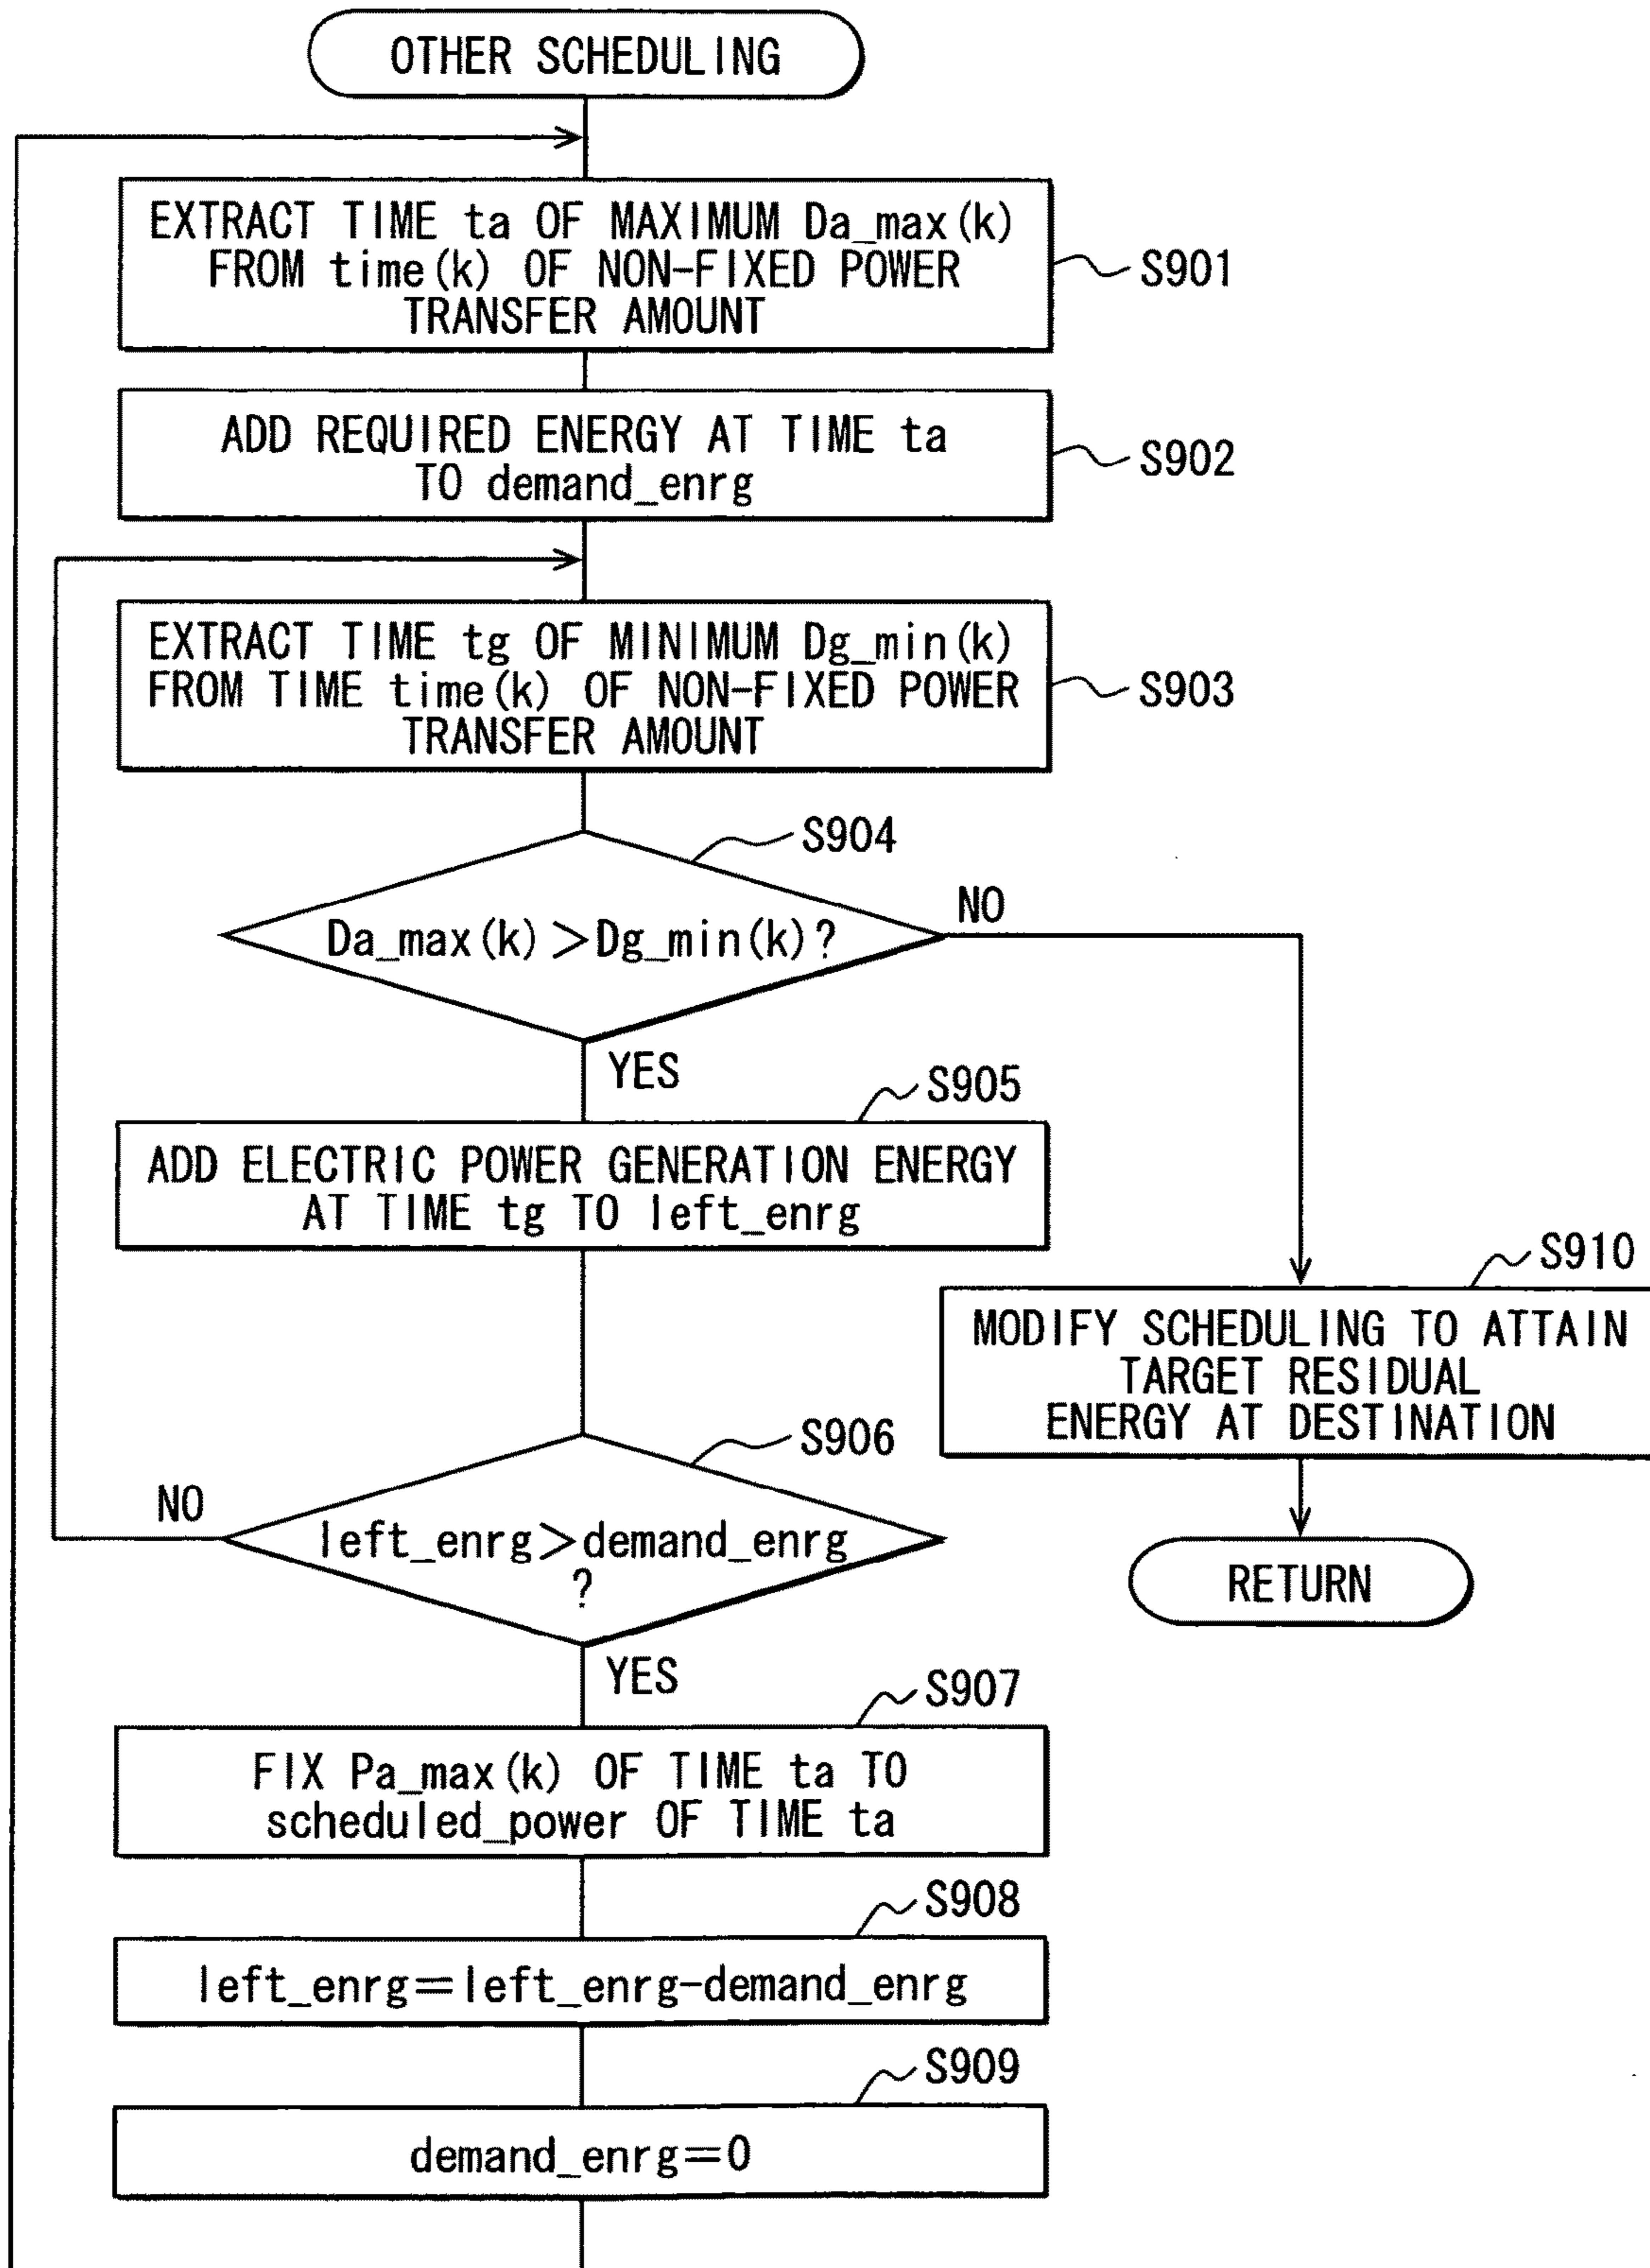 OTHER SCHEDULING
EXTRACT TIME ta OF MAXIMUM Da_max(k)
FROM time(k) OF NON-FIXED POWER
TRANSFER AMOUNT
S901
ADD REQUIRED ENERGY AT TIME ta
TO demand_enrg
S902
EXTRACT TIME tg OF MINIMUM Dg_min(k)
FROM TIME time(k) OF NON-FIXED POWER
TRANSFER AMOUNT
S903
S904
Da_max(k)>Dg_min(k)?
NO
YES
S905
ADD ELECTRIC POWER GENERATION ENERGY
AT TIME tg TO left_enrg
S910
MODIFY SCHEDULING TO ATTAIN
TARGET RESIDUAL
ENERGY AT DESTINATION
RETURN
S906
left_enrg>demand_enrg
?
NO
YES
S907
FIX Pa_max(k) OF TIME ta TO
scheduled_power OF TIME ta
S908
left_enrg=left_enrg-demand_enrg
S909
demand_enrg=0